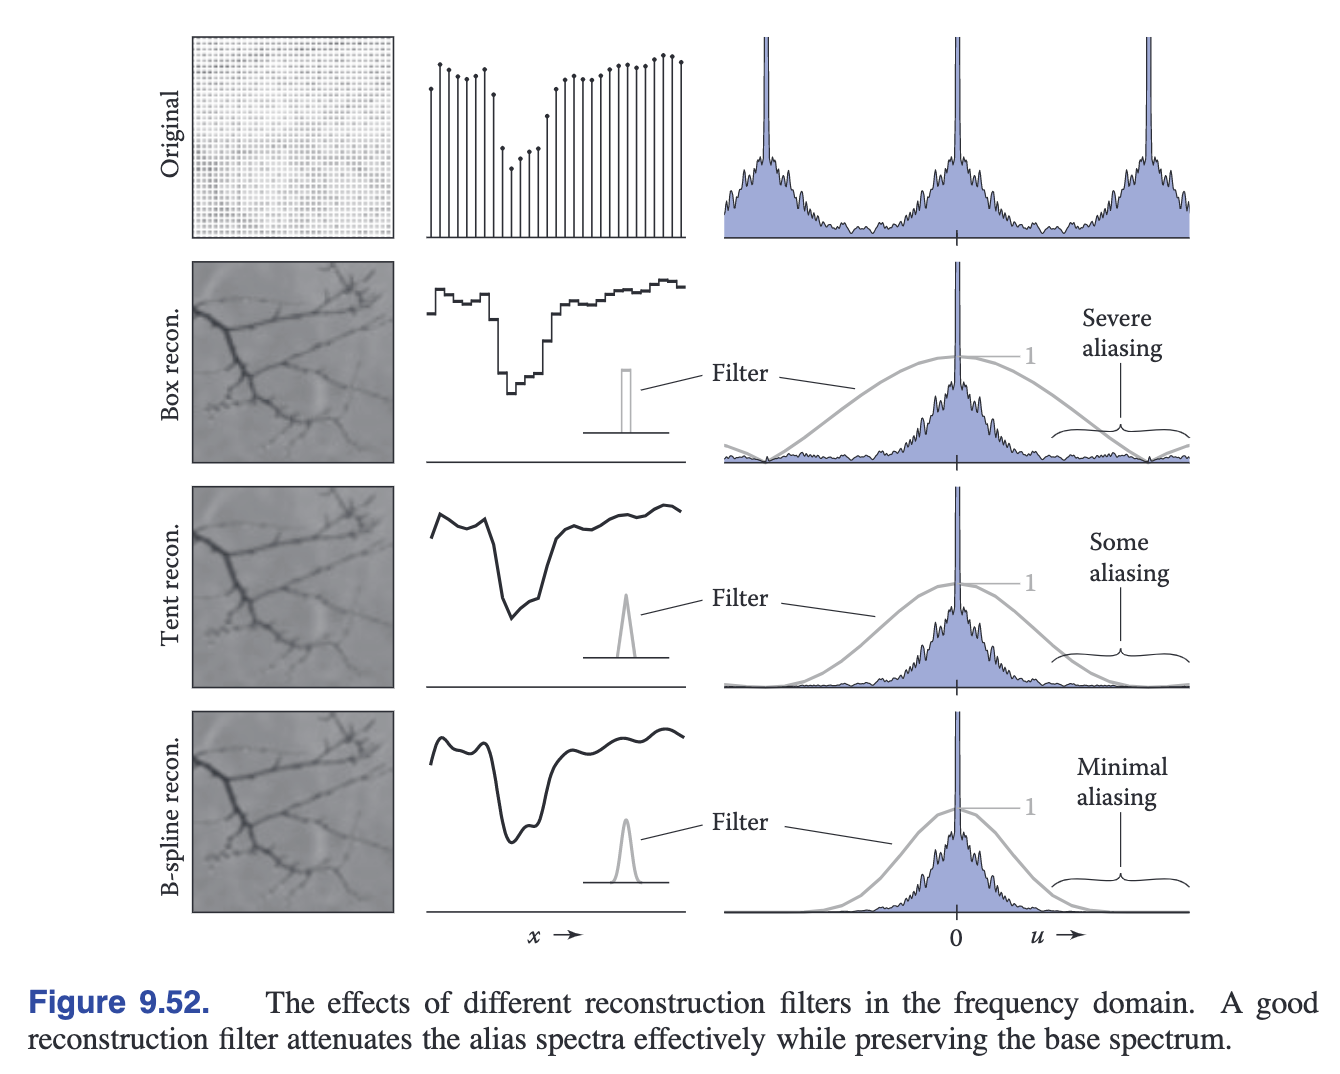 Original
Box recon.
Filter
1
Severe
aliasing
Tent recon.
Filter
1
Some
aliasing
B-spline recon.
Filter
1
Minimal
aliasing
x →
0
u →
Figure 9.52. The effects of different reconstruction filters in the frequency domain. A good
reconstruction filter attenuates the alias spectra effectively while preserving the base spectrum.